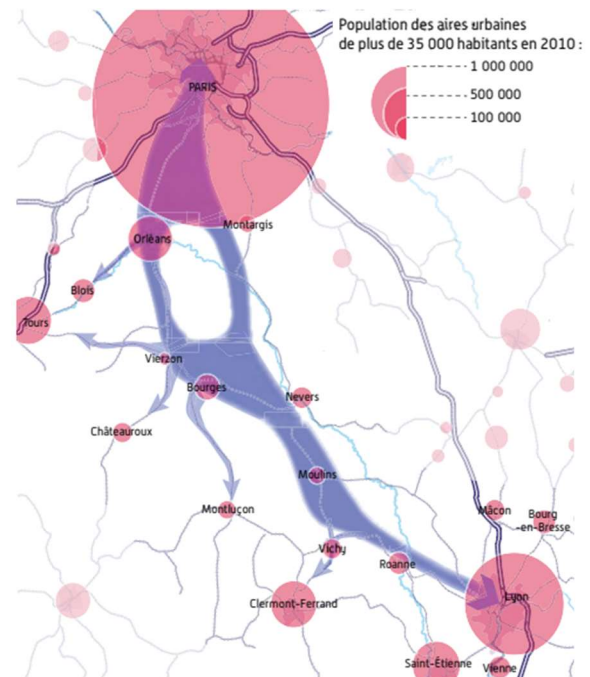 Population des aires urbaines
de plus de 35 000 habitants en 2010 :
1 000 000
500 000
100 000
PARIS
Montargis
Orléans
Blois
Tours
Vierzon
Bourges
Nevers
Châteauroux
Moulins
Montluçon
Mâcon
Bourg
-en-Bresse
Vichy
Roanne
Clermont-Ferrand
Lyon
Saint-Étienne
Vienne